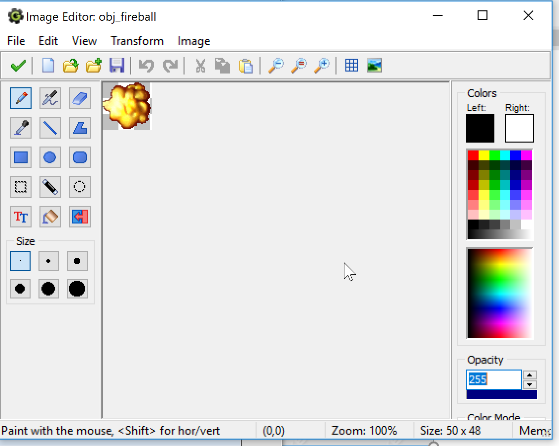 Image Editor: obj_fireball
File Edit View Transform Image
Colors
Left: Right:
TT
Size
Opacity
255
Color Mode
Paint with the mouse, <Shift> for hor/vert (0,0) Zoom: 100% Size: 50 x 48